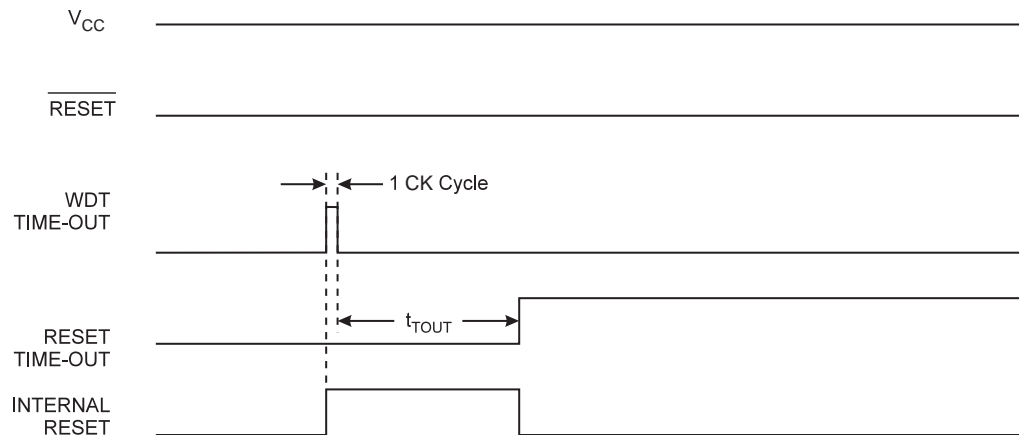 VCC
RESET
1 CK Cycle
WDT
TIME-OUT
tTOUT
RESET
TIME-OUT
INTERNAL
RESET